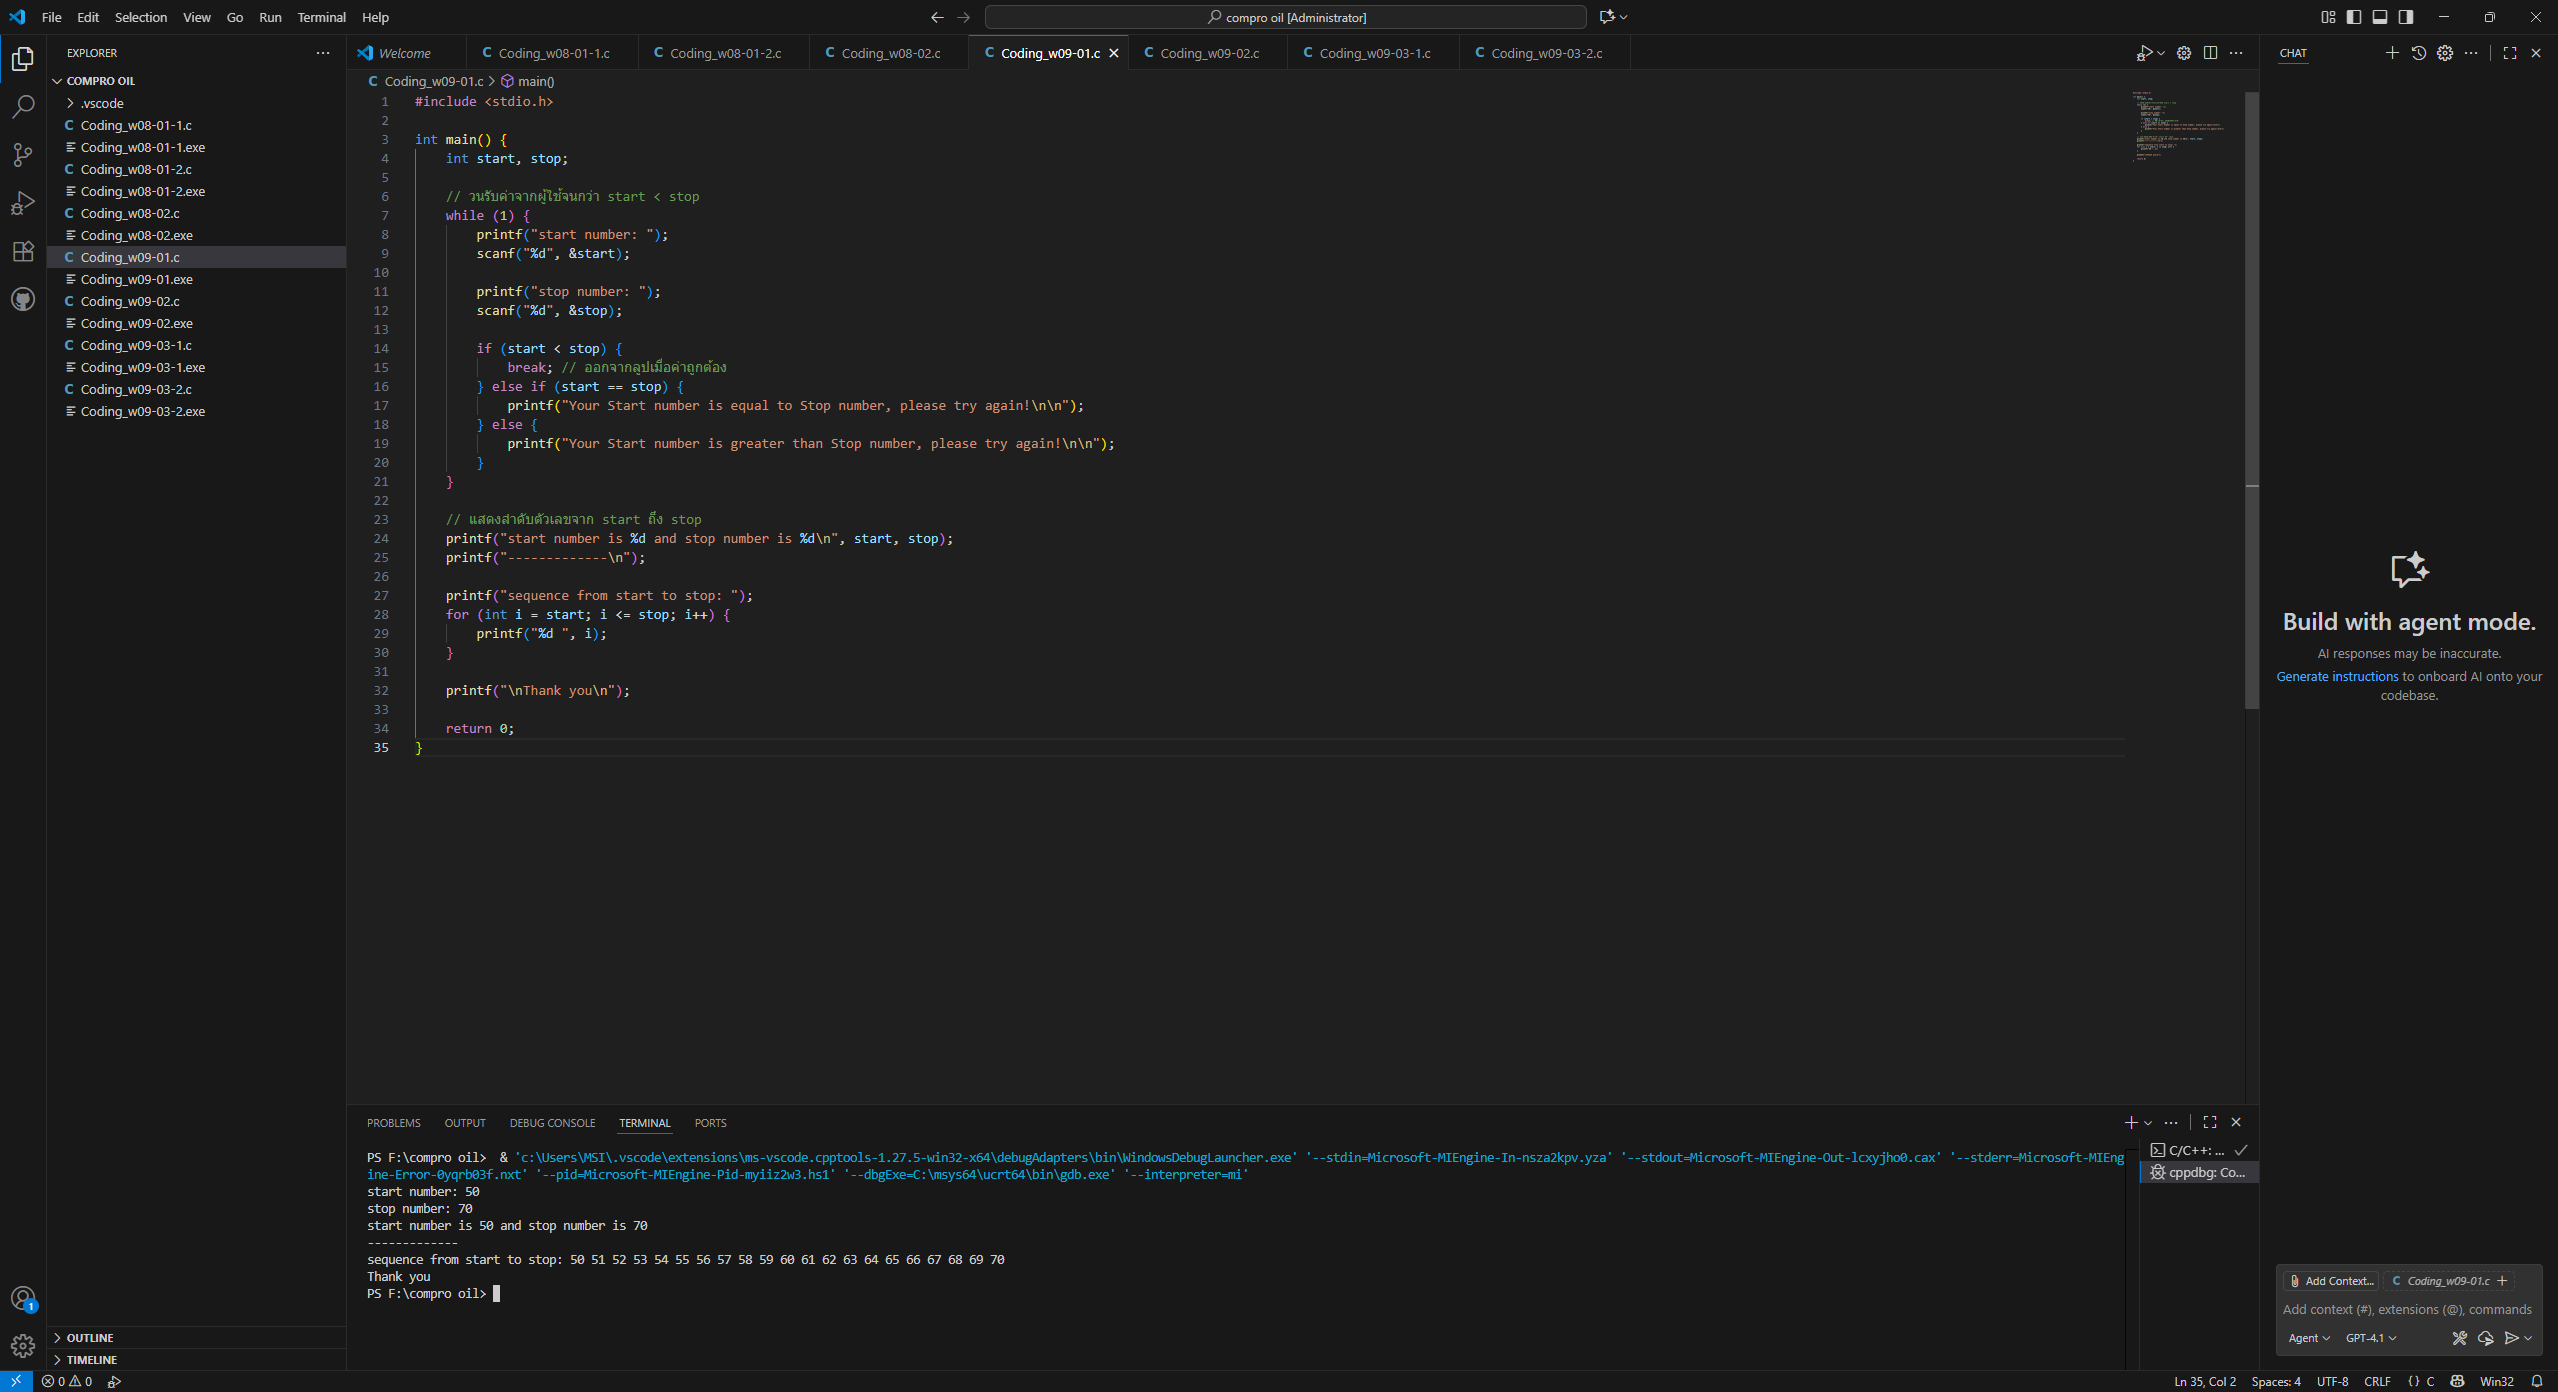 File Edit Selection View Go Run Terminal Help
compro oil [Administrator]
EXPLORER
COMPRO OIL
.vscode
C Coding_w08-01-1.c
Coding_w08-01-1.exe
C Coding_w08-01-2.c
Coding_w08-01-2.exe
C Coding_w08-02.c
Coding_w08-02.exe
C Coding_w09-01.c
Coding_w09-01.exe
C Coding_w09-02.c
Coding_w09-02.exe
C Coding_w09-03-1.c
Coding_w09-03-1.exe
C Coding_w09-03-2.c
Coding_w09-03-2.exe
OUTLINE
TIMELINE
Welcome C Coding_w08-01-1.c C Coding_w08-01-2.c C Coding_w08-02.c C Coding_w09-01.c C Coding_w09-02.c C Coding_w09-03-1.c C Coding_w09-03-2.c
C Coding_w09-01.c > main()
1 #include <stdio.h>
2
3 int main() {
4 int start, stop;
5
6 // วนรับค่าจากผู้ใช้จนกว่า start < stop
7 while (1) {
8 printf("start number: ");
9 scanf("%d", &start);
10
11 printf("stop number: ");
12 scanf("%d", &stop);
13
14 if (start < stop) {
15 break; // ออกจากลูปเมื่อค่าถูกต้อง
16 } else if (start == stop) {
17 printf("Your Start number is equal to Stop number, please try again!\n\n");
18 } else {
19 printf("Your Start number is greater than Stop number, please try again!\n\n");
20 }
21 }
22
23 // แสดงลำดับตัวเลขจาก start ถึง stop
24 printf("start number is %d and stop number is %d\n", start, stop);
25 printf("-------------\n");
26
27 printf("sequence from start to stop: ");
28 for (int i = start; i <= stop; i++) {
29 printf("%d ", i);
30 }
31
32 printf("\nThank you\n");
33
34 return 0;
35 }
PROBLEMS OUTPUT DEBUG CONSOLE TERMINAL PORTS
PS F:\compro oil> & 'c:\Users\MSI\.vscode\extensions\ms-vscode.cpptools-1.27.5-win32-x64\debugAdapters\bin\WindowsDebugLauncher.exe' '--stdin=Microsoft-MIEngine-In-nsza2kpv.yza' '--stdout=Microsoft-MIEngine-Out-lcxyjho0.cax' '--stderr=Microsoft-MIEng
ine-Error-0yqrb03f.nxt' '--pid=Microsoft-MIEngine-Pid-myiiz2w3.hs1' '--dbgExe=C:\msys64\ucrt64\bin\gdb.exe' '--interpreter=mi'
start number: 50
stop number: 70
start number is 50 and stop number is 70
-------------
sequence from start to stop: 50 51 52 53 54 55 56 57 58 59 60 61 62 63 64 65 66 67 68 69 70
Thank you
PS F:\compro oil>
C/C++: ...
cppdbg: Co...
CHAT
Build with agent mode.
AI responses may be inaccurate.
Generate instructions to onboard AI onto your
codebase.
Add Context... C Coding_w09-01.c +
Add context (#), extensions (@), commands
Agent GPT-4.1
1
0 0
Ln 35, Col 2 Spaces: 4 UTF-8 CRLF {} C Win32